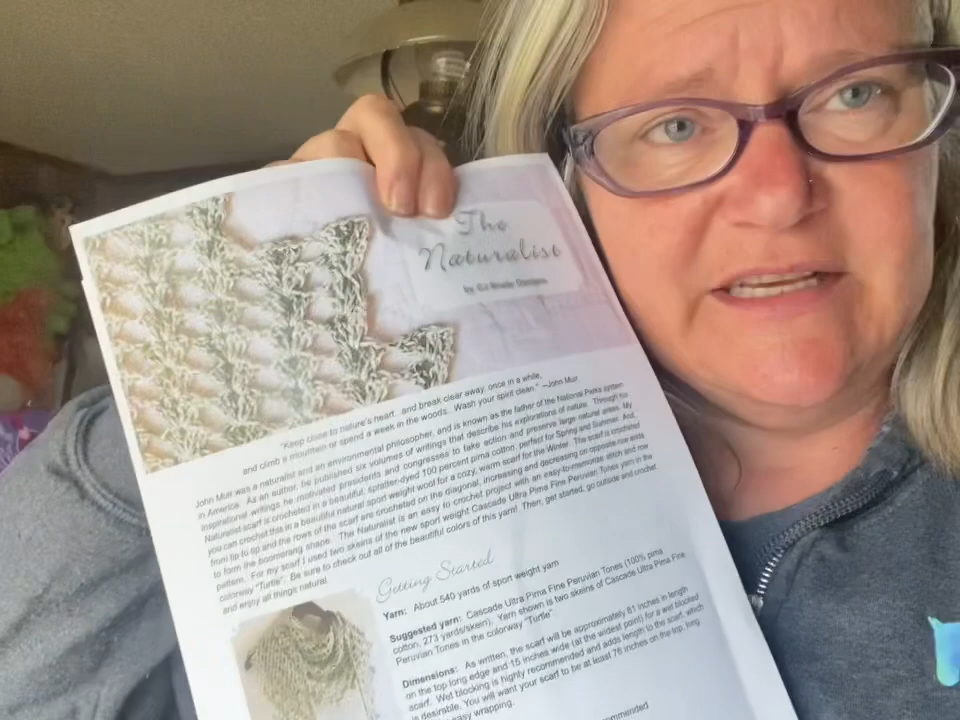 The
Naturalist
by EJ Brady Designs
"Keep close to nature's heart...and break clear away, once in a while,
and climb a mountain or spend a week in the woods. Wash your spirit clean." ~John Muir
John Muir was a naturalist and an environmental philosopher, and is known as the father of the National Parks system
in America. As an author, he published six volumes of writings that describe his explorations of nature. Through his
inspirational writings, he motivated presidents and congresses to take action and preserve large natural areas. My
Naturalist scarf is crocheted in a beautiful, splatter-dyed 100 percent pima cotton, perfect for Spring and Summer. And,
you can crochet this in a beautiful natural sport weight wool for a cozy, warm scarf for the Winter. The scarf is crocheted
from tip to tip and the rows of the scarf are crocheted on the diagonal, increasing and decreasing on opposite row ends
to form the boomerang shape. The Naturalist is an easy to crochet project with an easy-to-memorize stitch and row
pattern. For my scarf I used two skeins of the new sport weight Cascade Ultra Pima Fine Peruvian Tones yarn in the
colorway "Turtle". Be sure to check out all of the beautiful colors of this yarn! Then, get started, go outside and crochet
and enjoy all things natural.
Getting Started
Yarn: About 540 yards of sport weight yarn
Suggested yarn: Cascade Ultra Pima Fine Peruvian Tones (100% pima
cotton, 273 yards/skein). Yarn shown is two skeins of Cascade Ultra Pima Fine
Peruvian Tones in the colorway "Turtle"
Dimensions: As written, the scarf will be approximately 81 inches in length
on the top long edge and 15 inches wide (at the widest point) for a wet blocked
scarf. Wet blocking is highly recommended and adds length to the scarf, which
is desirable. You will want your scarf to be at least 76 inches on the top, long
easy wrapping.
recommended